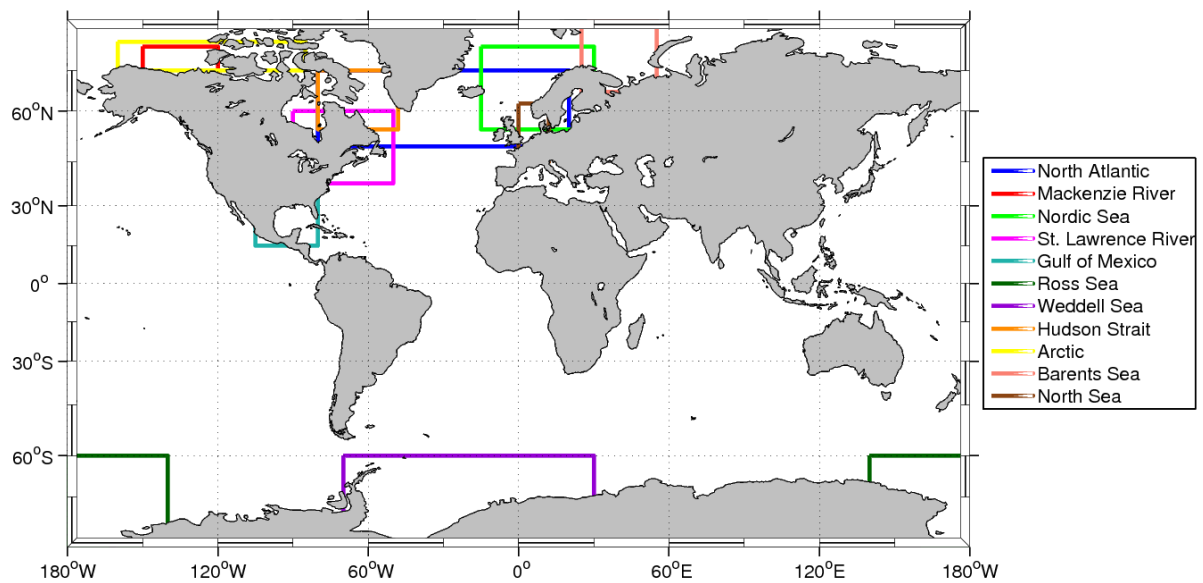 60°N
30°N
0°
30°S
60°S
180°W
120°W
60°W
0°
60°E
120°E
180°W
North Atlantic
Mackenzie River
Nordic Sea
St. Lawrence River
Gulf of Mexico
Ross Sea
Weddell Sea
Hudson Strait
Arctic
Barents Sea
North Sea